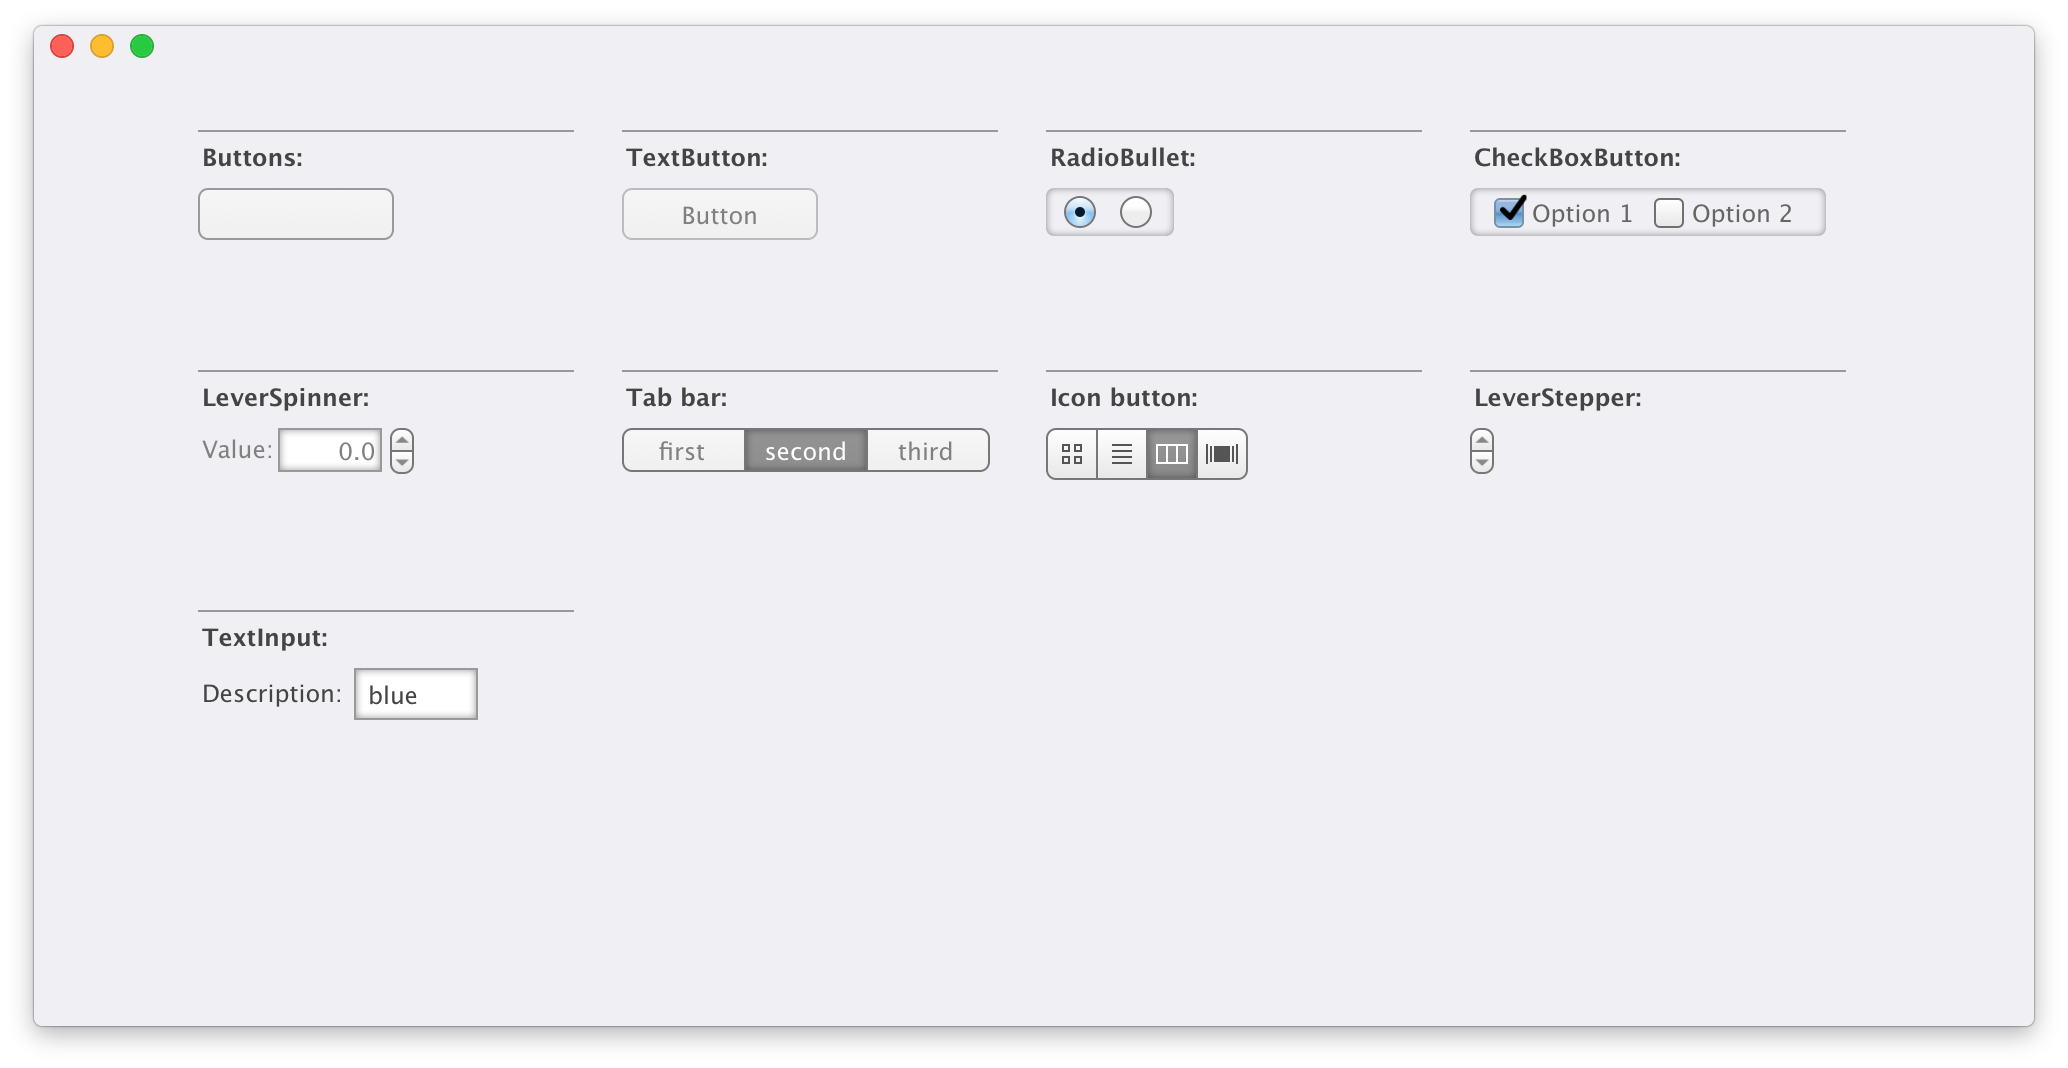 Buttons:
TextButton:
Button
RadioBullet:
CheckBoxButton:
Option 1 Option 2
LeverSpinner:
Value: 0.0
Tab bar:
first second third
Icon button:
LeverStepper:
TextInput:
Description: blue